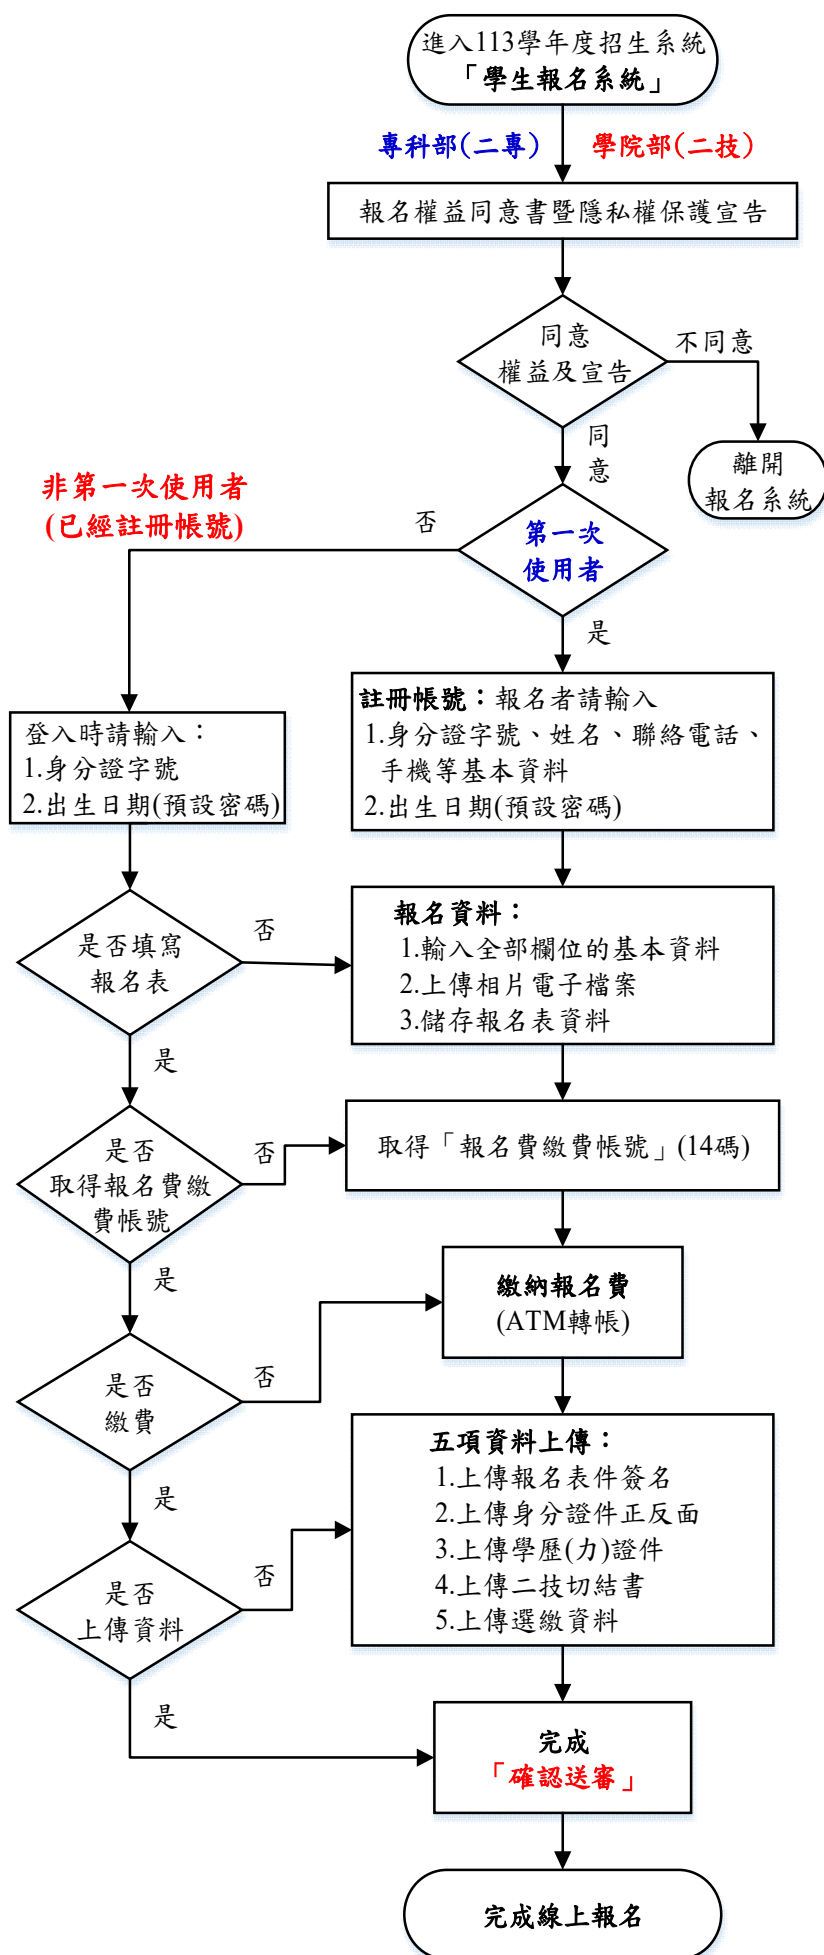 進入113學年度招生系統
「學生報名系統」
專科部(二專)
學院部(二技)
報名權益同意書暨隱私權保護宣告
同意
權益及宣告
不同意
離開
報名系統
同
意
非第一次使用者
(已經註冊帳號)
否
第一次
使用者
是
登入時請輸入：
1.身分證字號
2.出生日期(預設密碼)
註冊帳號：報名者請輸入
1.身分證字號、姓名、聯絡電話、
手機等基本資料
2.出生日期(預設密碼)
是否填寫
報名表
否
報名資料：
1.輸入全部欄位的基本資料
2.上傳相片電子檔案
3.儲存報名表資料
是
是否
取得報名費繳
費帳號
否
取得「報名費繳費帳號」(14碼)
是
繳納報名費
(ATM轉帳)
是否
繳費
否
五項資料上傳：
1.上傳報名表件簽名
2.上傳身分證件正反面
3.上傳學歷(力)證件
4.上傳二技切結書
5.上傳選繳資料
是
是否
上傳資料
否
是
完成
「確認送審」
完成線上報名